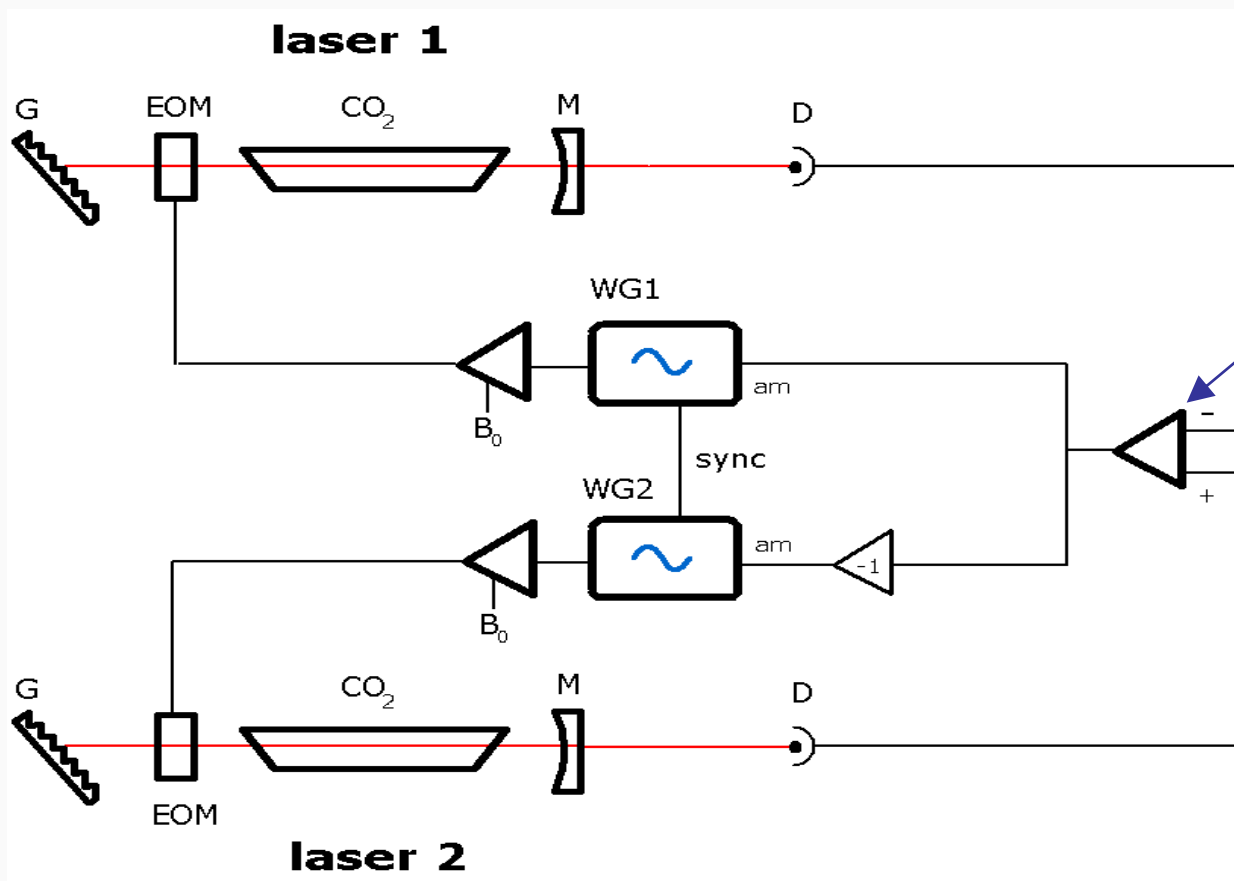 laser 1
G
EOM
CO₂
M
D
WG1
am
B₀
-
+
sync
WG2
am
-1
B₀
G
EOM
CO₂
M
D
laser 2